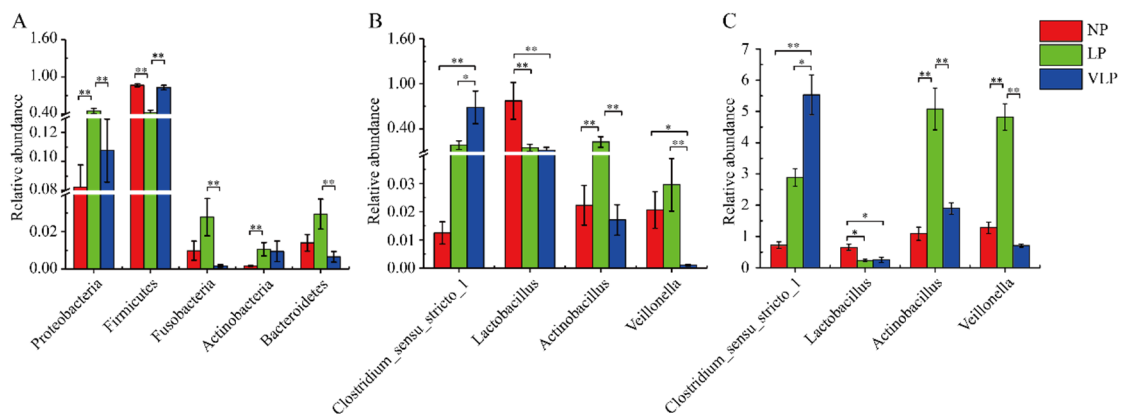 A
Relative abundance
1.60
1.00
0.40
0.12
0.10
0.08
0.01
0.00
** ** ** ** ** ** **
Proteobacteria
Firmicutes
Fusobacteria
Actinobacteria
Bacteroidetes
B
Relative abundance
1.60
1.00
0.40
0.03
0.02
0.01
0.00
** * ** ** ** ** * **
Clostridium_sensu_stricto_1
Lactobacillus
Actinobacillus
Veillonella
C
Relative abundance
7
6
5
4
3
2
1
0
** * * * ** ** ** **
Clostridium_sensu_stricto_1
Lactobacillus
Actinobacillus
Veillonella
NP
LP
VLP